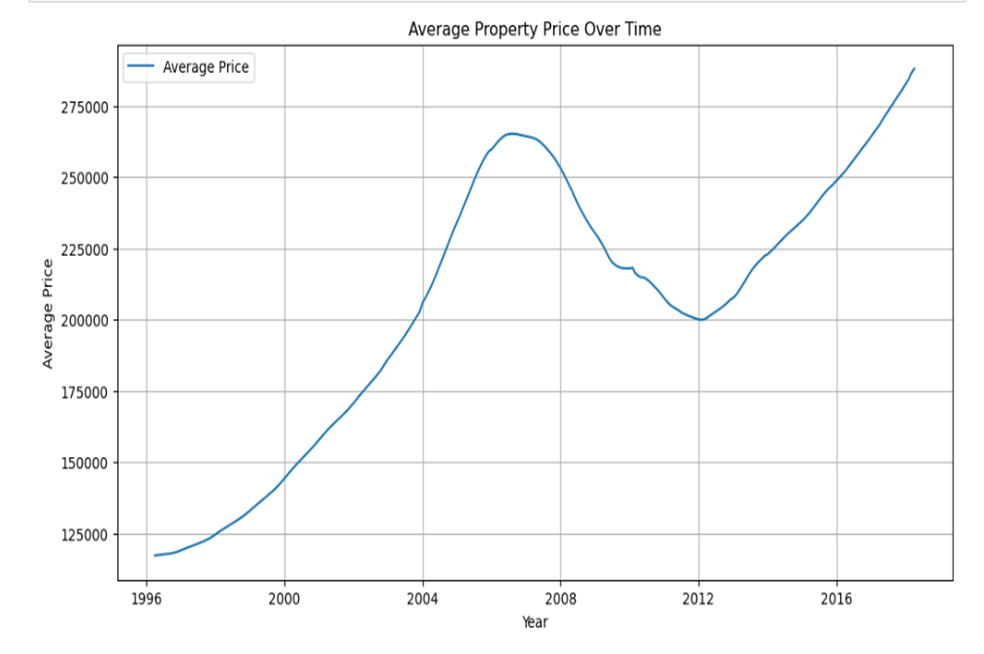 Average Property Price Over Time
Average Price
275000
250000
225000
200000
175000
150000
125000
Average Price
1996 2000 2004 2008 2012 2016
Year